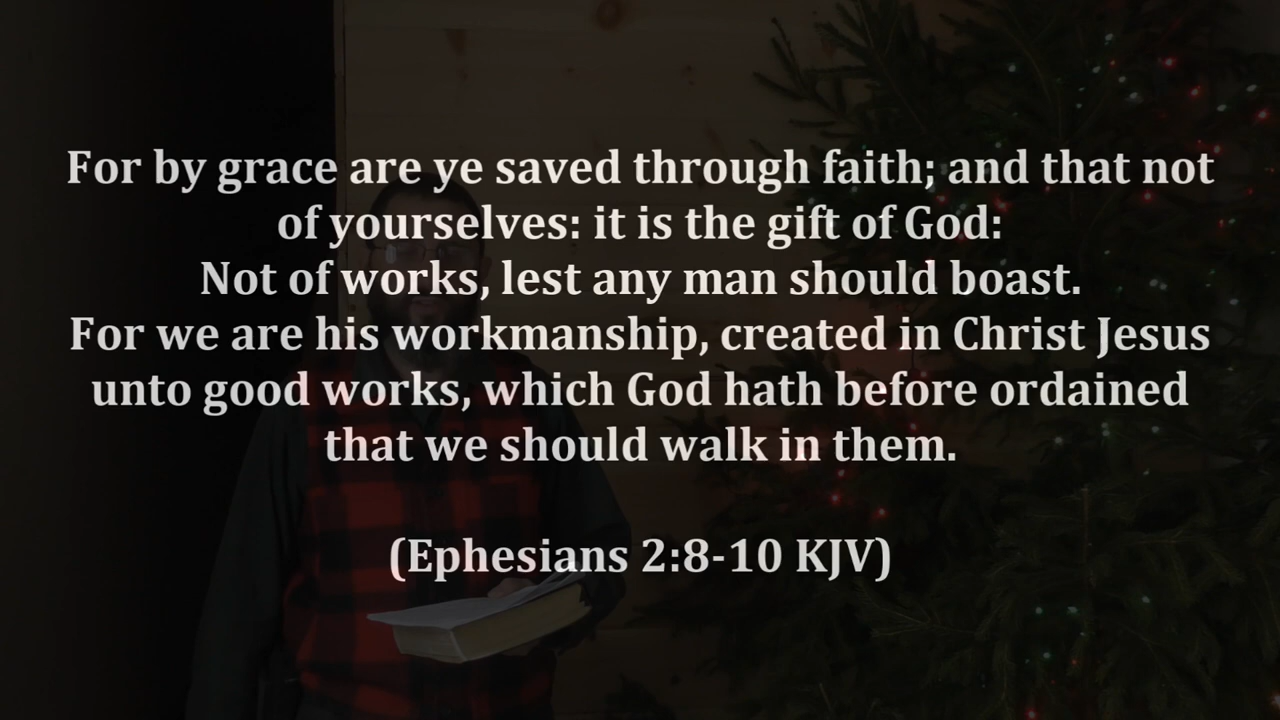 For by grace are ye saved through faith; and that not
of yourselves: it is the gift of God:
Not of works, lest any man should boast.
For we are his workmanship, created in Christ Jesus
unto good works, which God hath before ordained
that we should walk in them.
(Ephesians 2:8-10 KJV)